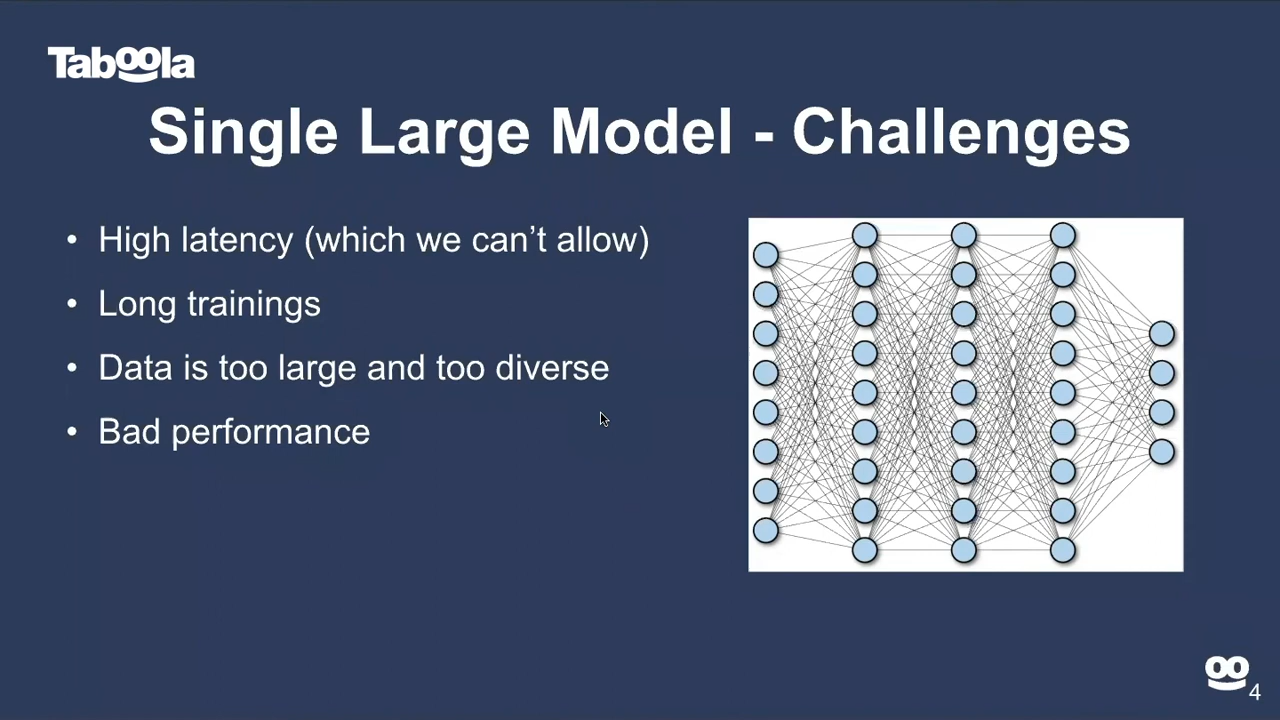 Taboola
Single Large Model - Challenges
• High latency (which we can’t allow)
• Long trainings
• Data is too large and too diverse
• Bad performance
4